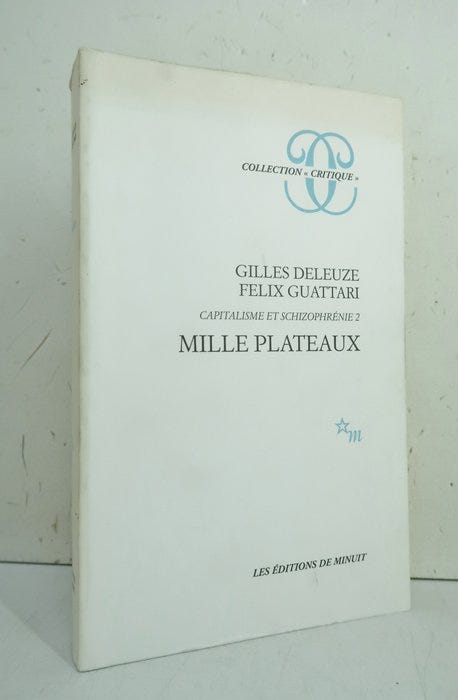 COLLECTION « CRITIQUE »
GILLES DELEUZE
FELIX GUATTARI
CAPITALISME ET SCHIZOPHRÉNIE 2
MILLE PLATEAUX
m
LES ÉDITIONS DE MINUIT